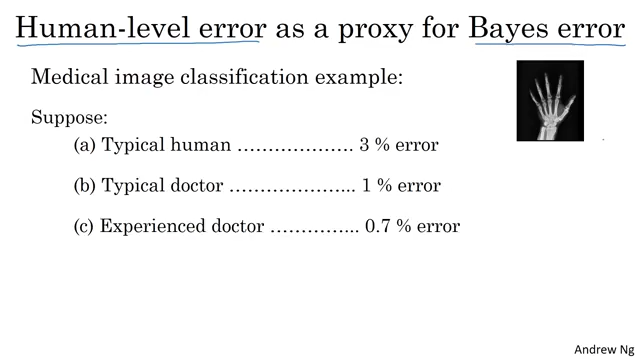 Human-level error as a proxy for Bayes error
Medical image classification example:
Suppose:
(a) Typical human ………………… 3 % error
(b) Typical doctor ………………... 1 % error
(c) Experienced doctor …………... 0.7 % error
Andrew Ng